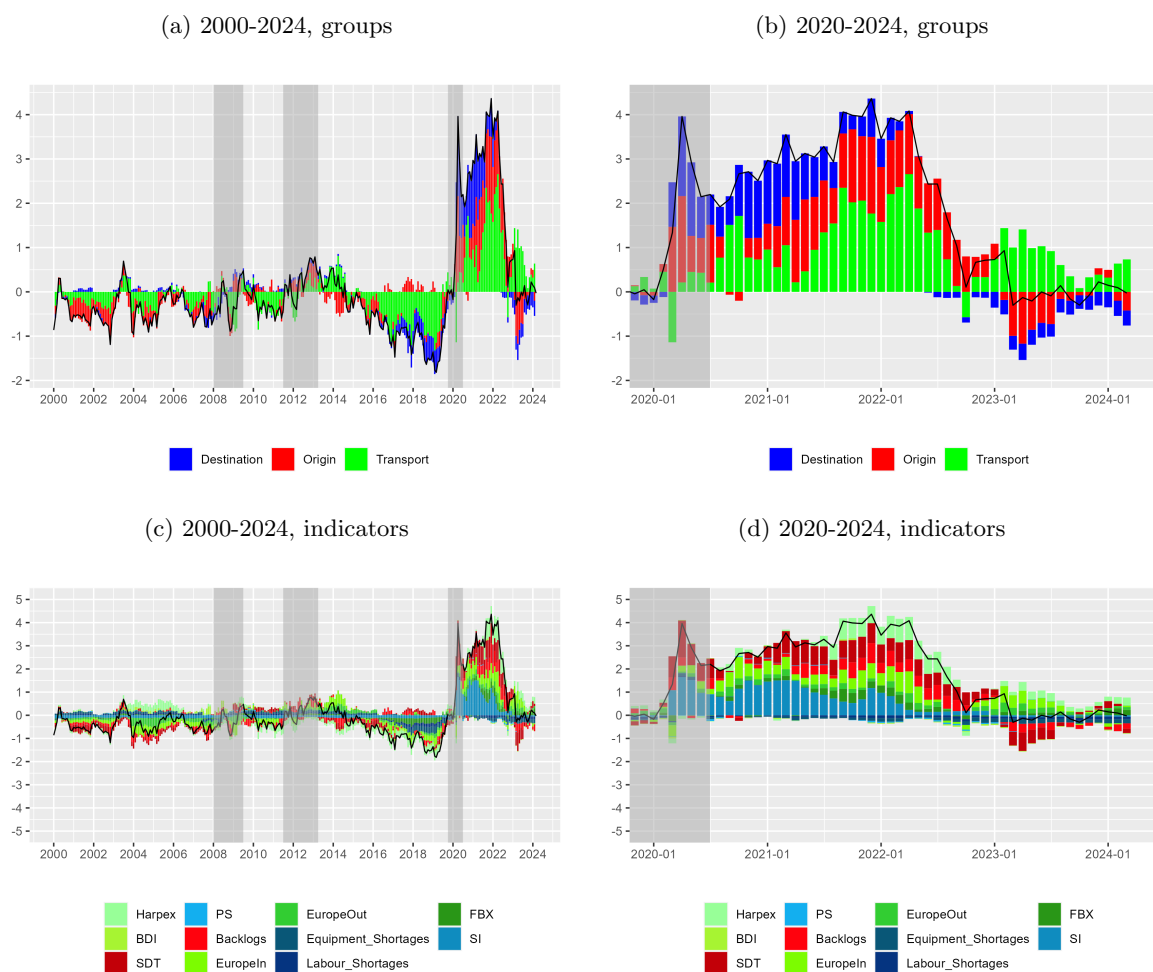 (a) 2000-2024, groups
(b) 2020-2024, groups
4
3
2
1
0
-1
-2
2000 2002 2004 2006 2008 2010 2012 2014 2016 2018 2020 2022 2024
4
3
2
1
0
-1
-2
2020-01 2021-01 2022-01 2023-01 2024-01
Destination Origin Transport
Destination Origin Transport
(c) 2000-2024, indicators
(d) 2020-2024, indicators
5
4
3
2
1
0
-1
-2
-3
-4
-5
2000 2002 2004 2006 2008 2010 2012 2014 2016 2018 2020 2022 2024
5
4
3
2
1
0
-1
-2
-3
-4
-5
2020-01 2021-01 2022-01 2023-01 2024-01
Harpex PS EuropeOut FBX
BDI Backlogs Equipment_Shortages SI
SDT EuropeIn Labour_Shortages
Harpex PS EuropeOut FBX
BDI Backlogs Equipment_Shortages SI
SDT EuropeIn Labour_Shortages